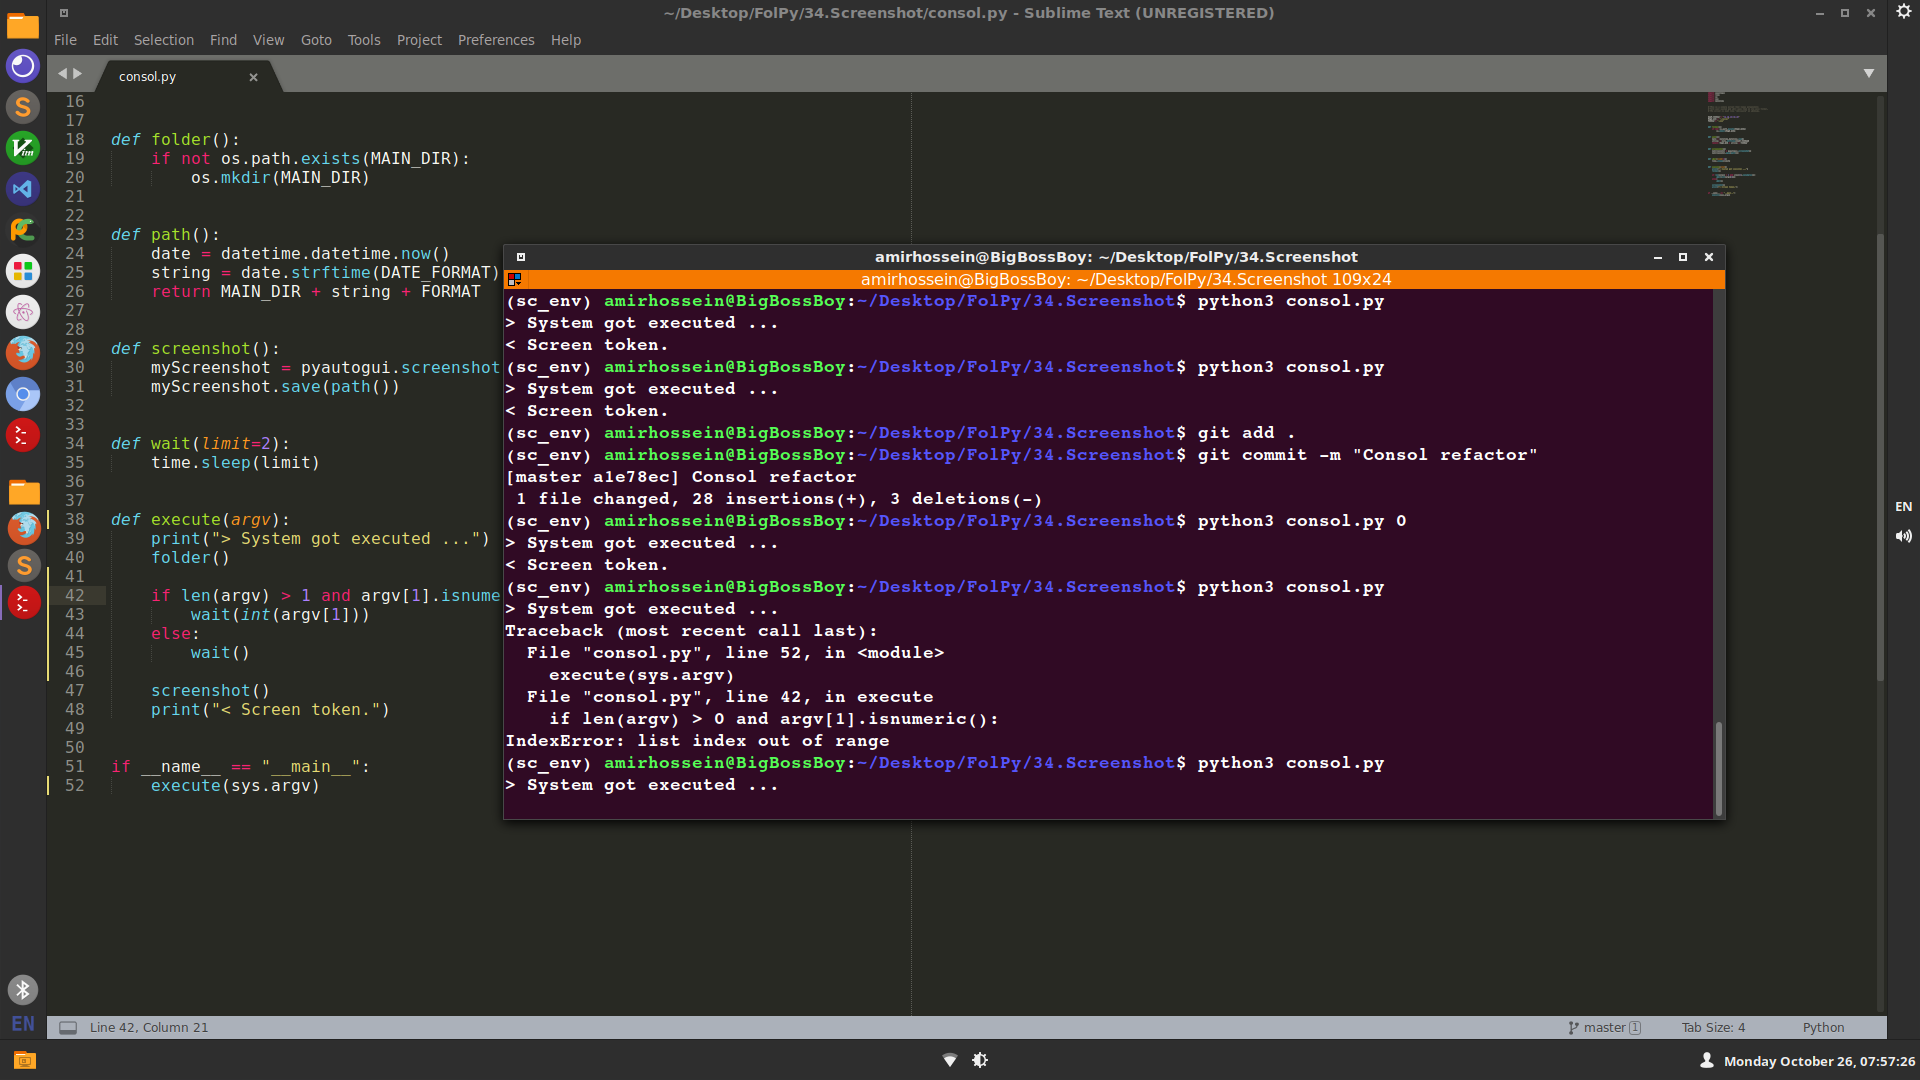 ~/Desktop/FolPy/34.Screenshot/consol.py - Sublime Text (UNREGISTERED)
File Edit Selection Find View Goto Tools Project Preferences Help
consol.py
16
17
18 def folder():
19 if not os.path.exists(MAIN_DIR):
20 os.mkdir(MAIN_DIR)
21
22
23 def path():
24 date = datetime.datetime.now()
25 string = date.strftime(DATE_FORMAT)
26 return MAIN_DIR + string + FORMAT
27
28
29 def screenshot():
30 myScreenshot = pyautogui.screenshot
31 myScreenshot.save(path())
32
33
34 def wait(limit=2):
35 time.sleep(limit)
36
37
38 def execute(argv):
39 print("> System got executed ...")
40 folder()
41
42 if len(argv) > 1 and argv[1].isnume
43 wait(int(argv[1]))
44 else:
45 wait()
46
47 screenshot()
48 print("< Screen token.")
49
50
51 if __name__ == "__main__":
52 execute(sys.argv)
amirhossein@BigBossBoy: ~/Desktop/FolPy/34.Screenshot
amirhossein@BigBossBoy: ~/Desktop/FolPy/34.Screenshot 109x24
(sc_env) amirhossein@BigBossBoy:~/Desktop/FolPy/34.Screenshot$ python3 consol.py
> System got executed ...
< Screen token.
(sc_env) amirhossein@BigBossBoy:~/Desktop/FolPy/34.Screenshot$ python3 consol.py
> System got executed ...
< Screen token.
(sc_env) amirhossein@BigBossBoy:~/Desktop/FolPy/34.Screenshot$ git add .
(sc_env) amirhossein@BigBossBoy:~/Desktop/FolPy/34.Screenshot$ git commit -m "Consol refactor"
[master a1e78ec] Consol refactor
1 file changed, 28 insertions(+), 3 deletions(-)
(sc_env) amirhossein@BigBossBoy:~/Desktop/FolPy/34.Screenshot$ python3 consol.py 0
> System got executed ...
< Screen token.
(sc_env) amirhossein@BigBossBoy:~/Desktop/FolPy/34.Screenshot$ python3 consol.py
> System got executed ...
Traceback (most recent call last):
File "consol.py", line 52, in <module>
execute(sys.argv)
File "consol.py", line 42, in execute
if len(argv) > 0 and argv[1].isnumeric():
IndexError: list index out of range
(sc_env) amirhossein@BigBossBoy:~/Desktop/FolPy/34.Screenshot$ python3 consol.py
> System got executed ...
EN
EN
Line 42, Column 21
master 1
Tab Size: 4
Python
Monday October 26, 07:57:26